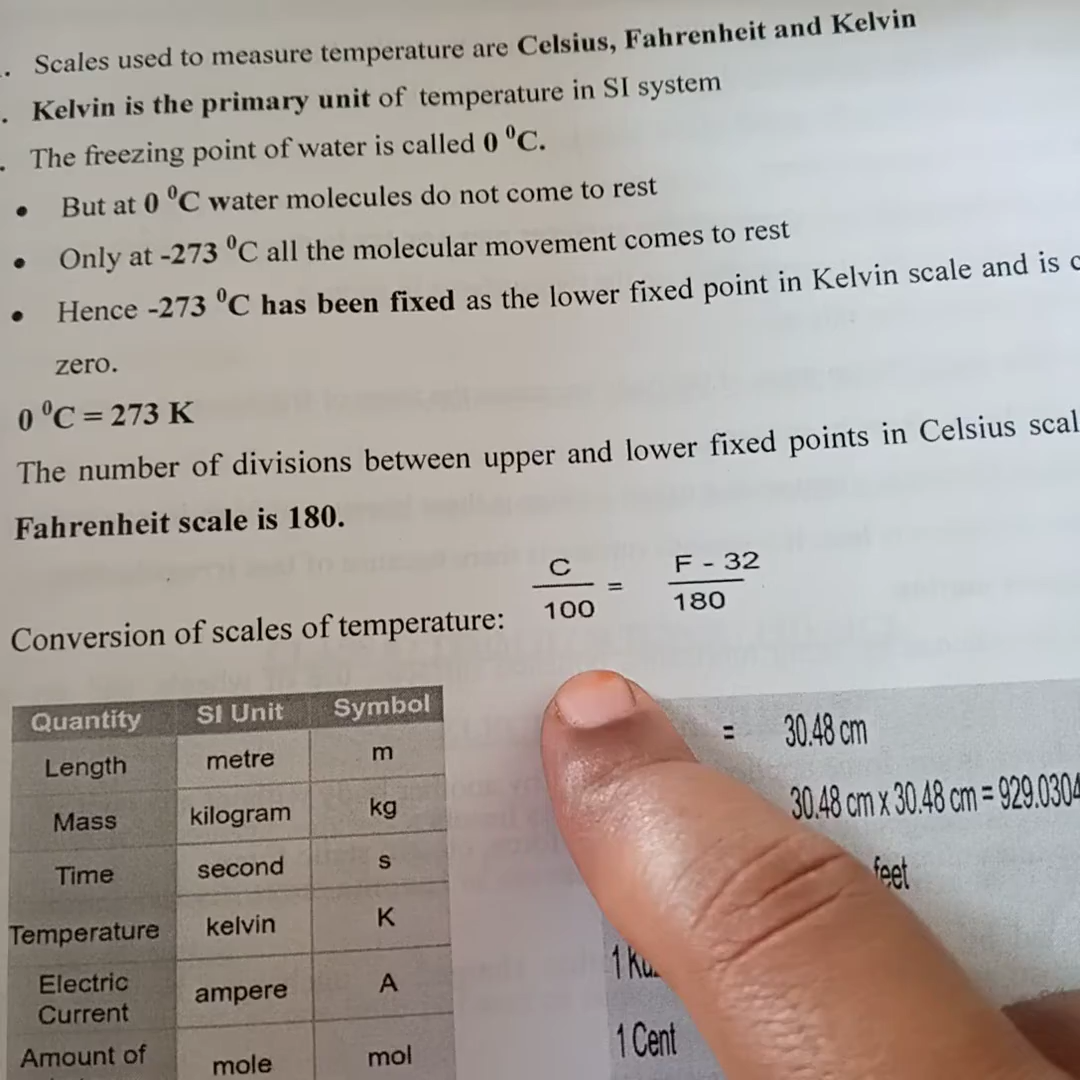 Scales used to measure temperature are Celsius, Fahrenheit and Kelvin
Kelvin is the primary unit of temperature in SI system
The freezing point of water is called 0 ⁰C.
• But at 0 ⁰C water molecules do not come to rest
• Only at -273 ⁰C all the molecular movement comes to rest
• Hence -273 ⁰C has been fixed as the lower fixed point in Kelvin scale and is
zero.
0 ⁰C = 273 K
The number of divisions between upper and lower fixed points in Celsius
Fahrenheit scale is 180.
Conversion of scales of temperature: C/100 = F - 32/180
Quantity SI Unit Symbol
Length metre m
Mass kilogram kg
Time second s
Temperature kelvin K
Electric Current ampere A
Amount of mole mol
= 30.48 cm
30.48 cm x 30.48 cm = 929.0304
feet
1
1 Cent